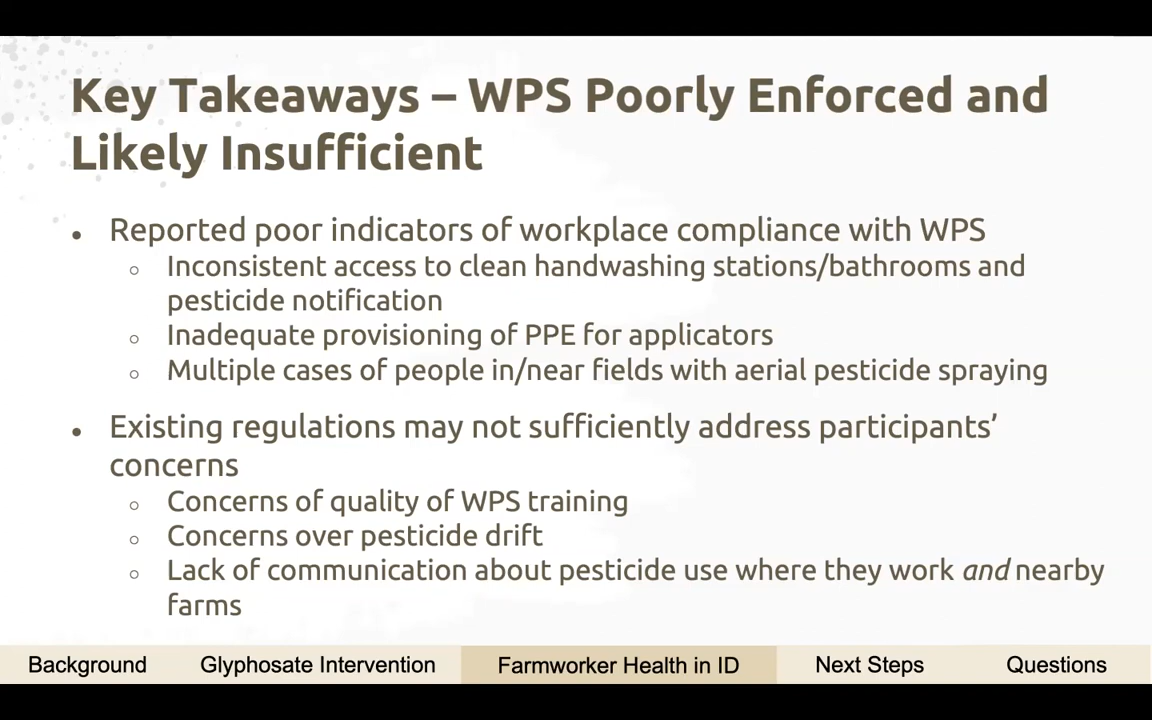 Key Takeaways – WPS Poorly Enforced and
Likely Insufficient
● Reported poor indicators of workplace compliance with WPS
○ Inconsistent access to clean handwashing stations/bathrooms and
pesticide notification
○ Inadequate provisioning of PPE for applicators
○ Multiple cases of people in/near fields with aerial pesticide spraying
● Existing regulations may not sufficiently address participants’
concerns
○ Concerns of quality of WPS training
○ Concerns over pesticide drift
○ Lack of communication about pesticide use where they work and nearby
farms
Background Glyphosate Intervention Farmworker Health in ID Next Steps Questions